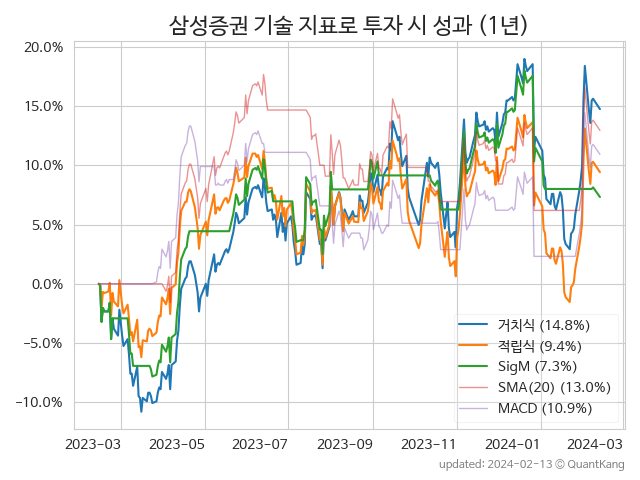 삼성증권 기술 지표로 투자 시 성과 (1년)
20.0%
15.0%
10.0%
5.0%
0.0%
−5.0%
−10.0%
거치식 (14.8%)
적립식 (9.4%)
SigM (7.3%)
SMA(20) (13.0%)
MACD (10.9%)
2023-03 2023-05 2023-07 2023-09 2023-11 2024-01 2024-03
updated: 2024-02-13 ⓒ QuantKang